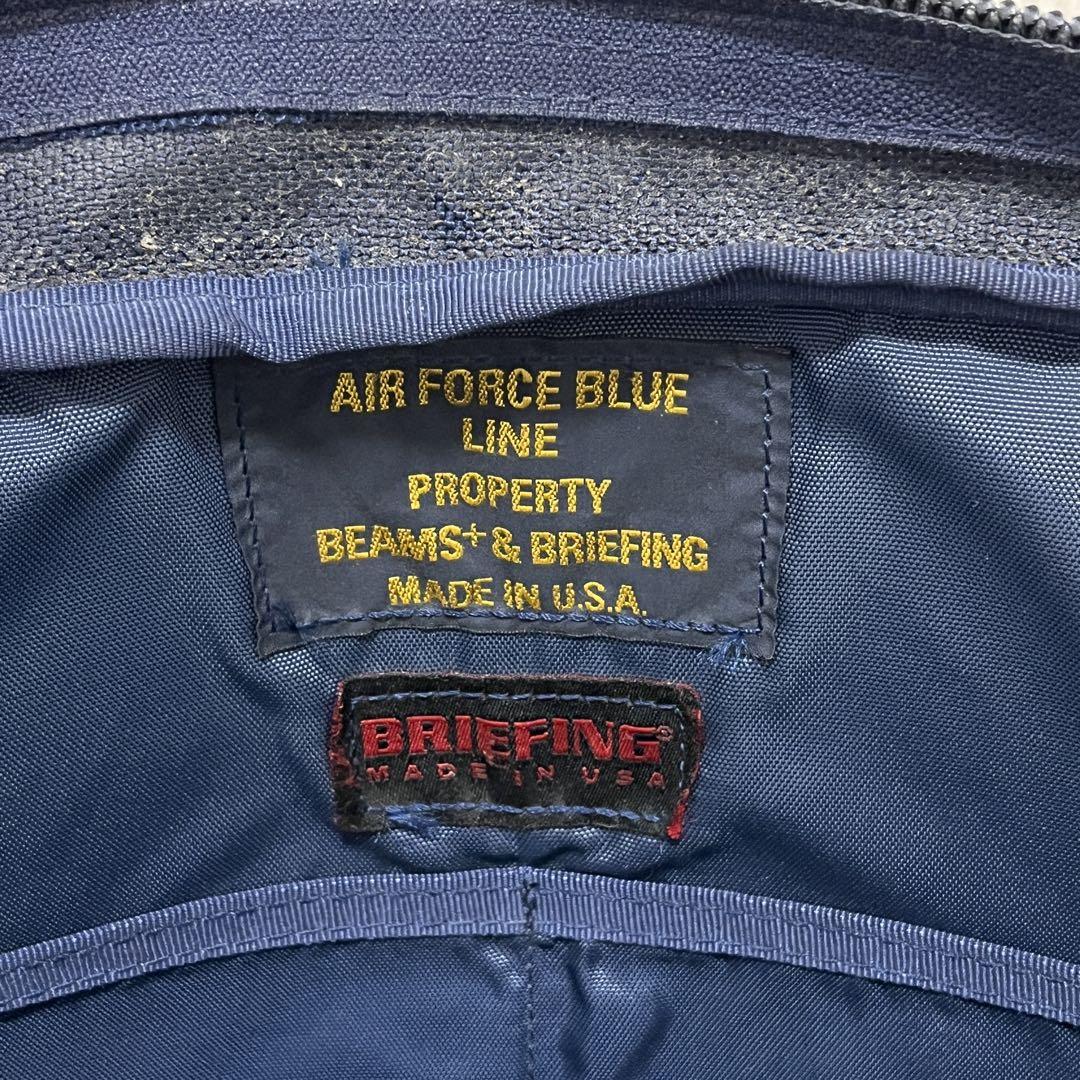 AIR FORCE BLUE
LINE
PROPERTY
BEAMS+ & BRIEFING
MADE IN U.S.A.
BRIEFING®
MADE IN USA